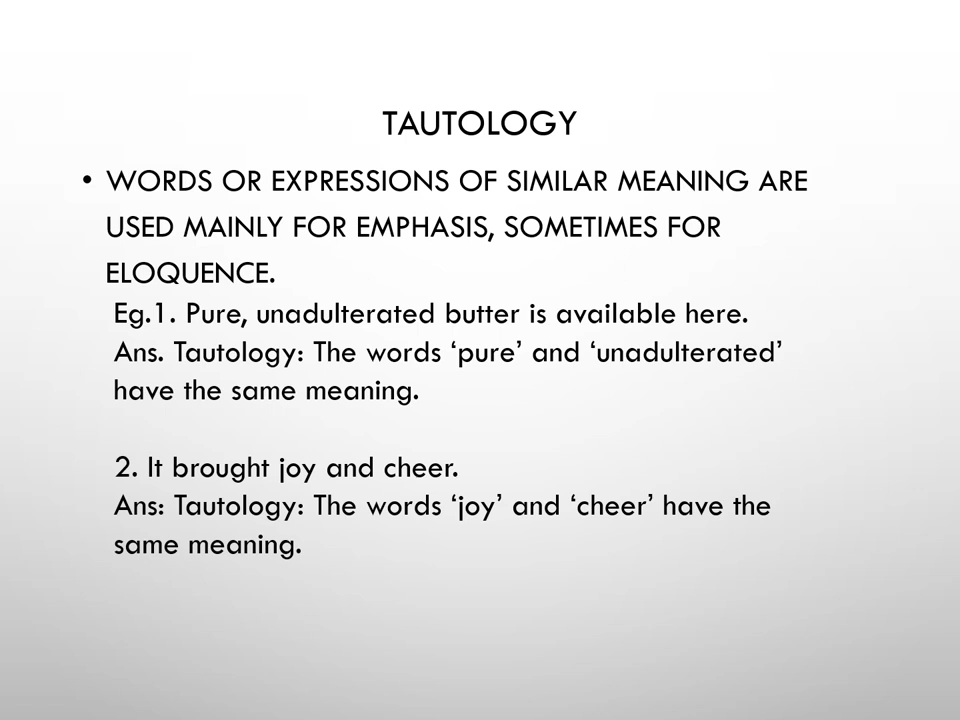 TAUTOLOGY
• WORDS OR EXPRESSIONS OF SIMILAR MEANING ARE
USED MAINLY FOR EMPHASIS, SOMETIMES FOR
ELOQUENCE.
Eg.1. Pure, unadulterated butter is available here.
Ans. Tautology: The words ‘pure’ and ‘unadulterated’
have the same meaning.
2. It brought joy and cheer.
Ans: Tautology: The words ‘joy’ and ‘cheer’ have the
same meaning.